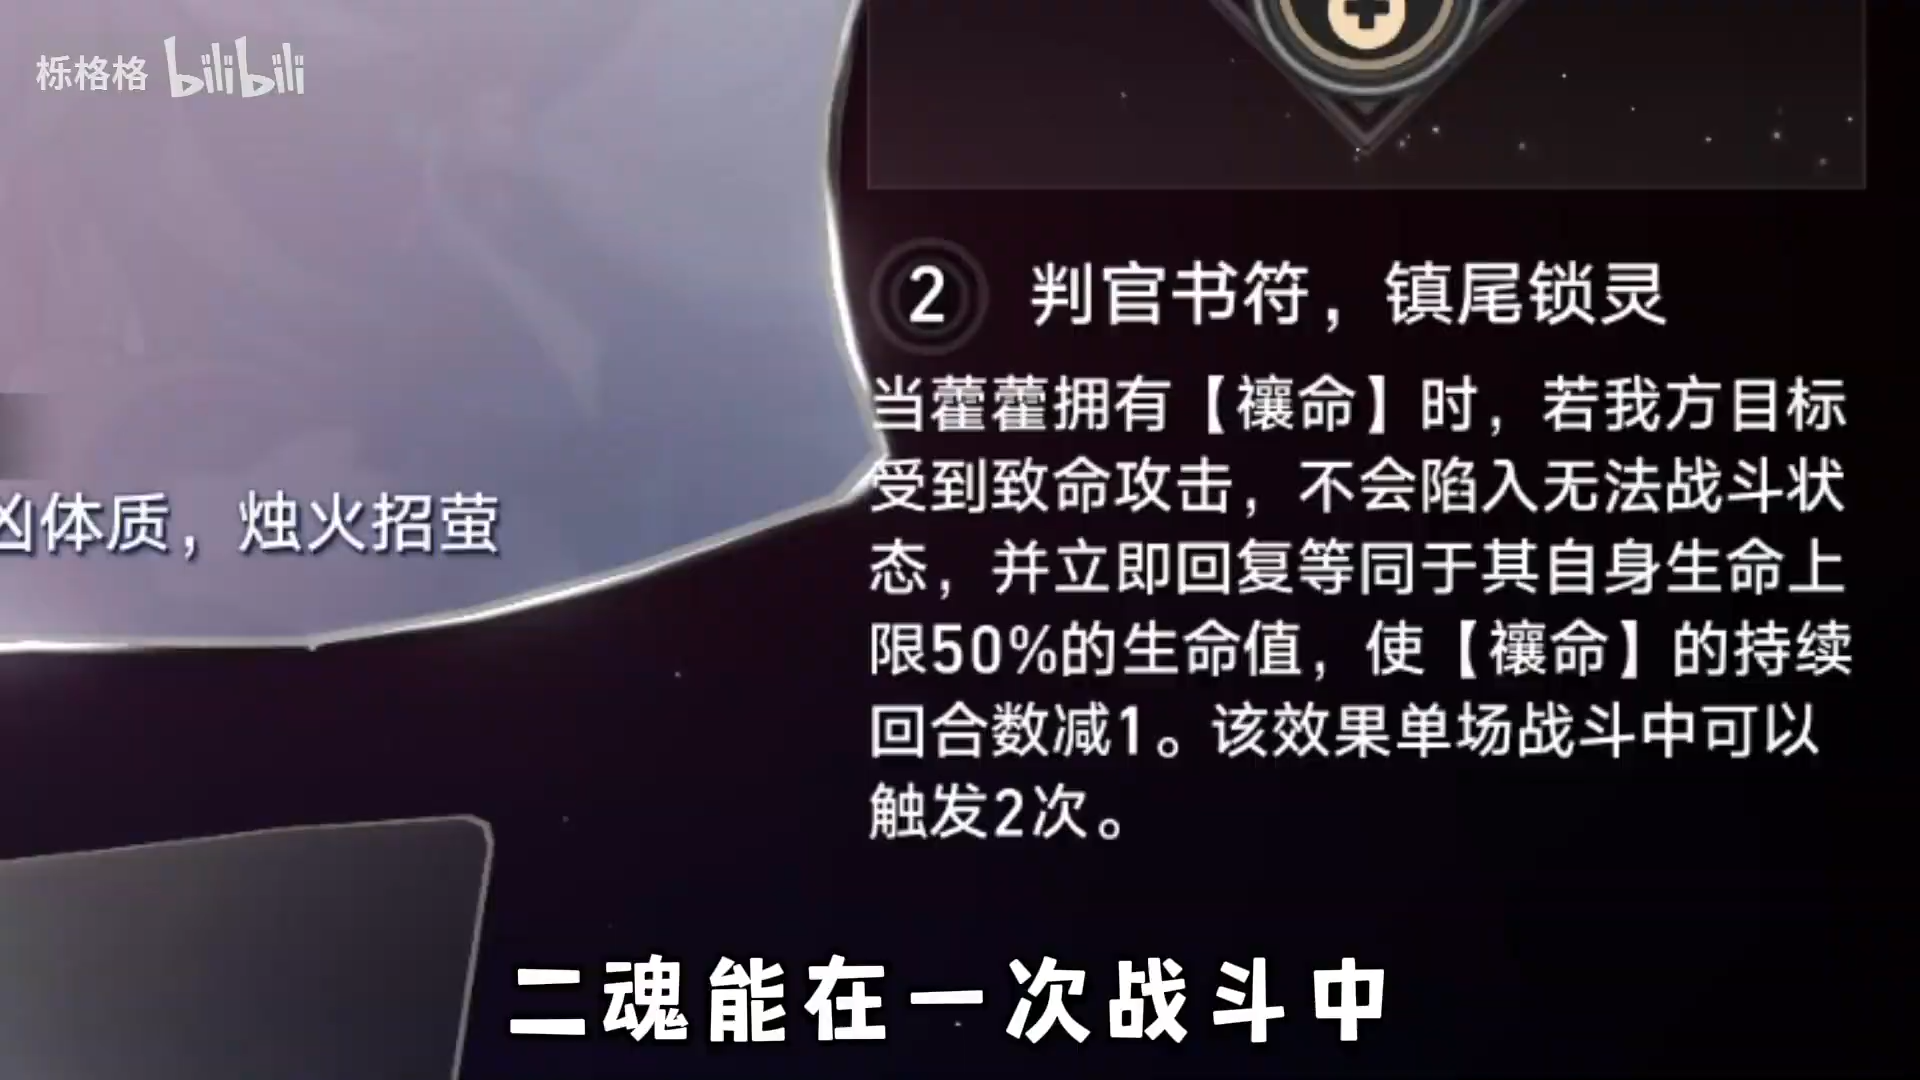 栎格格 bilibili
2 判官书符，镇尾锁灵
当藿藿拥有【禳命】时，若我方目标
受到致命攻击，不会陷入无法战斗状
态，并立即回复等同于其自身生命上
限50%的生命值，使【禳命】的持续
回合数减1。该效果单场战斗中可以
触发2次。
凶体质，烛火招萤
二魂能在一次战斗中